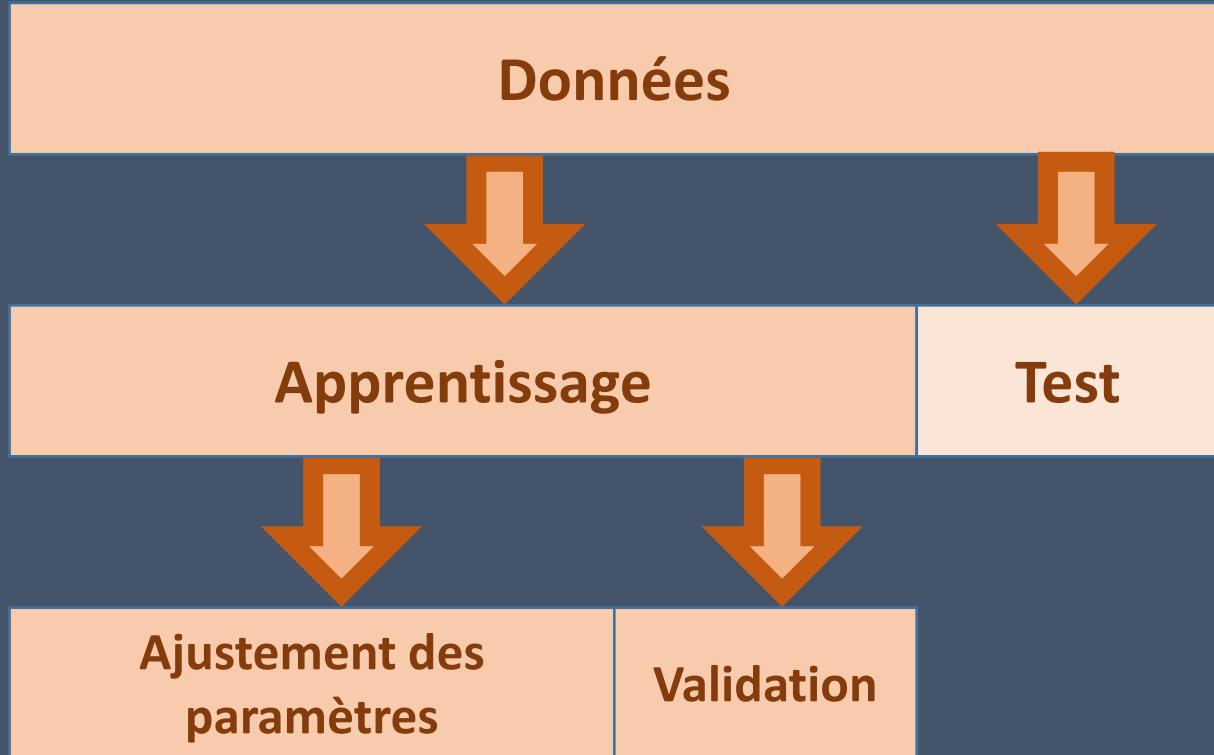 Données
Apprentissage
Test
Ajustement des
paramètres
Validation